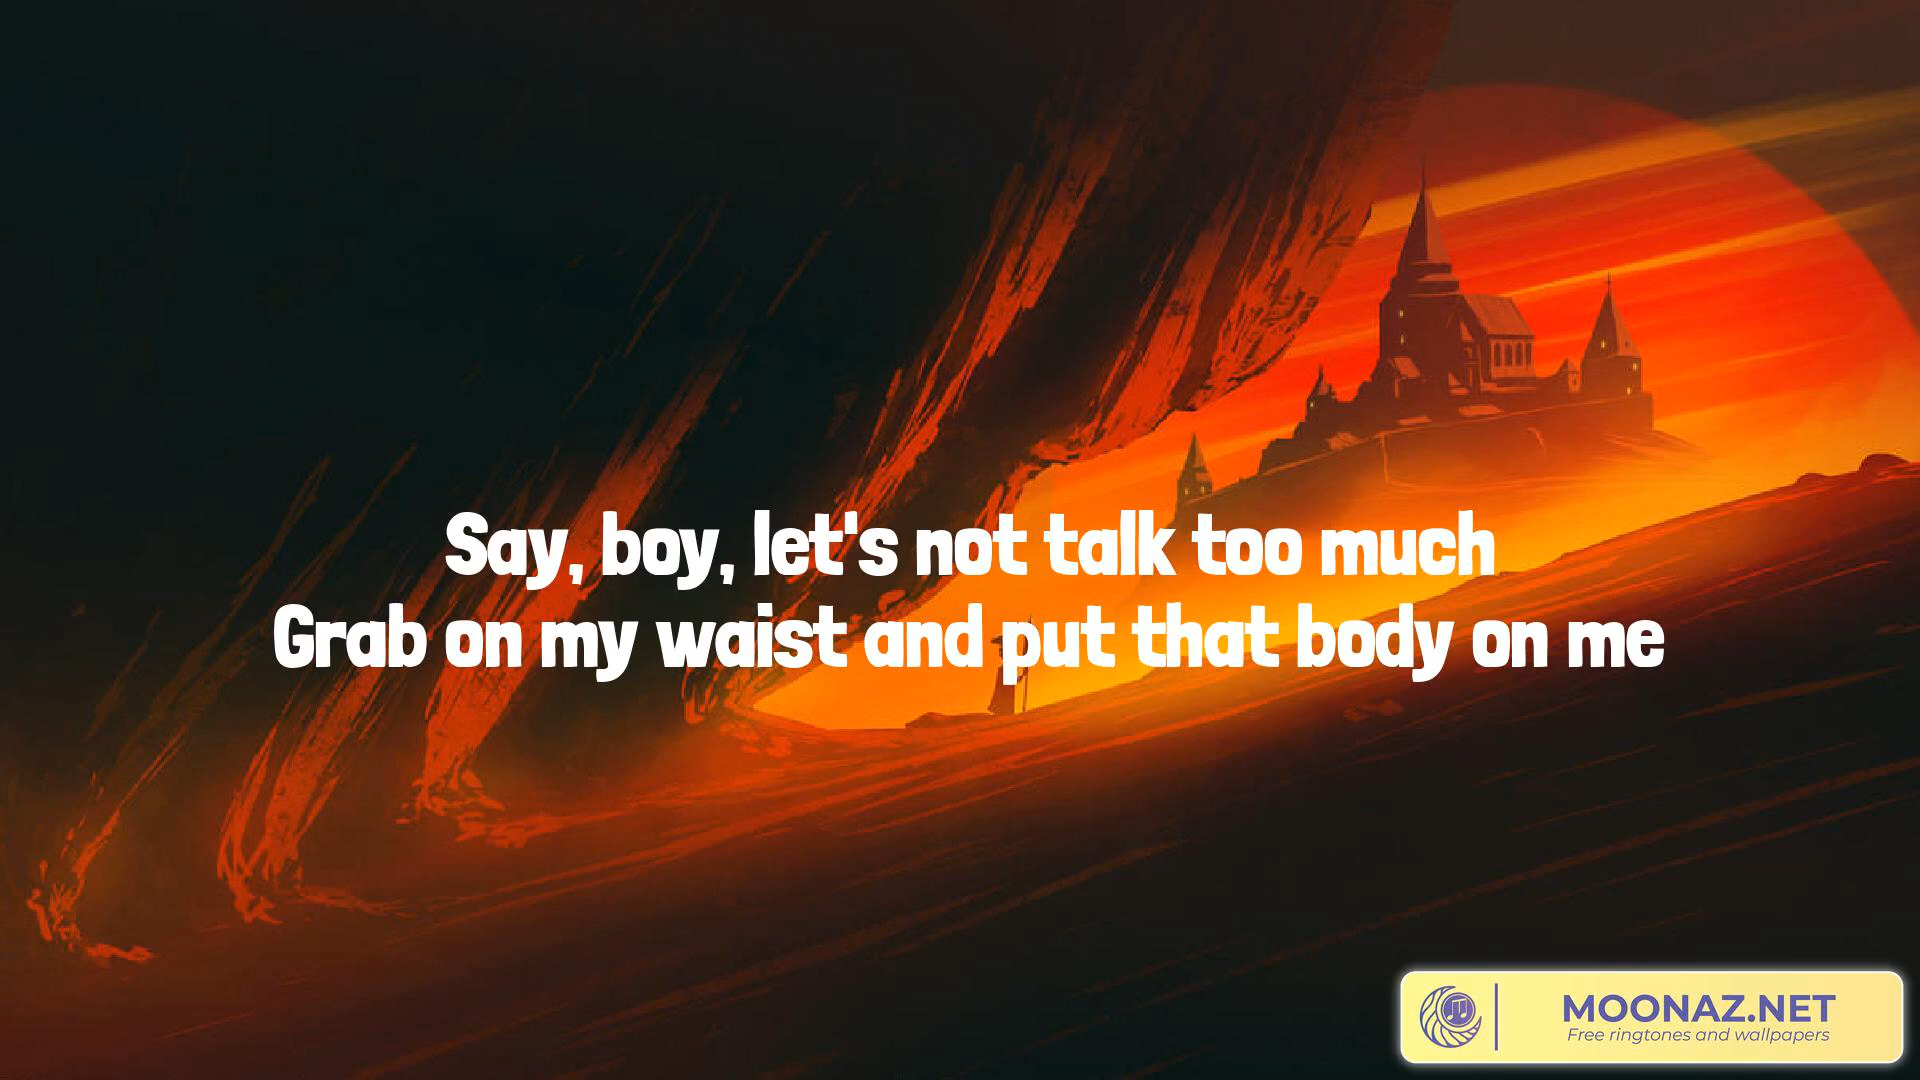 Say, boy, let's not talk too much
Grab on my waist and put that body on me
MOONAZ.NET
Free ringtones and wallpapers